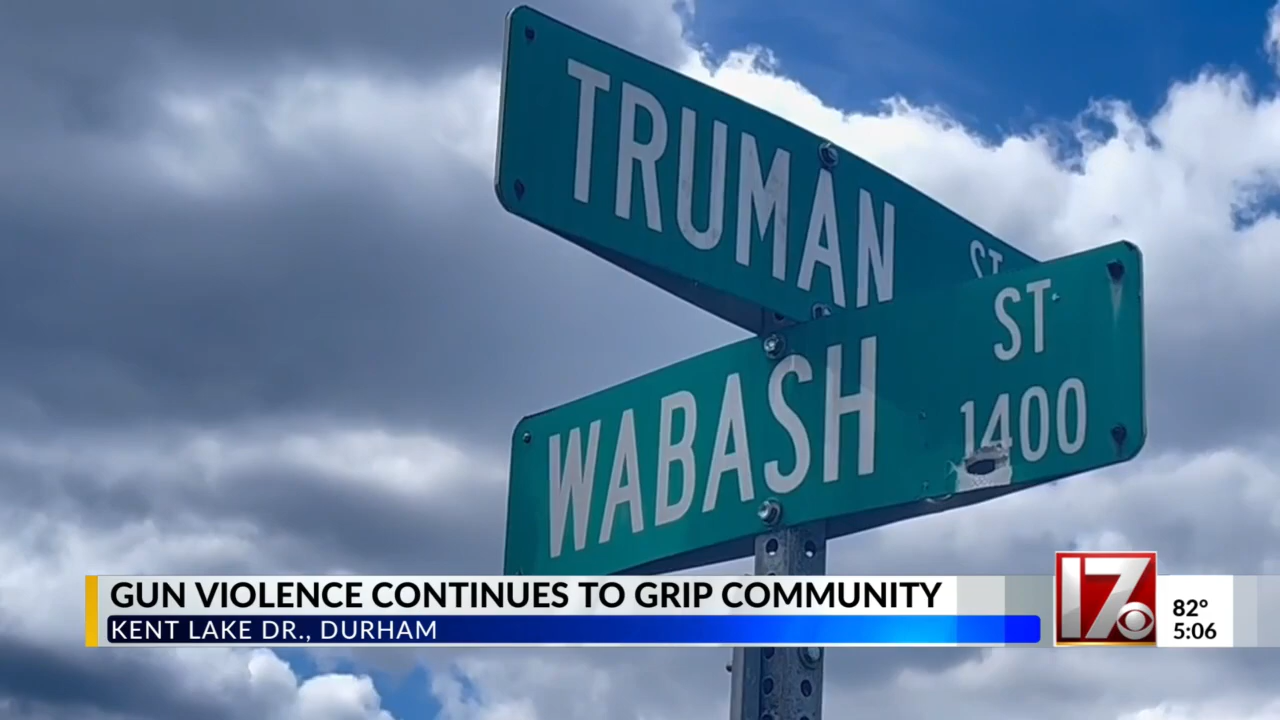 TRUMAN ST
WABASH ST
1400
GUN VIOLENCE CONTINUES TO GRIP COMMUNITY
KENT LAKE DR., DURHAM
17
82°
5:06